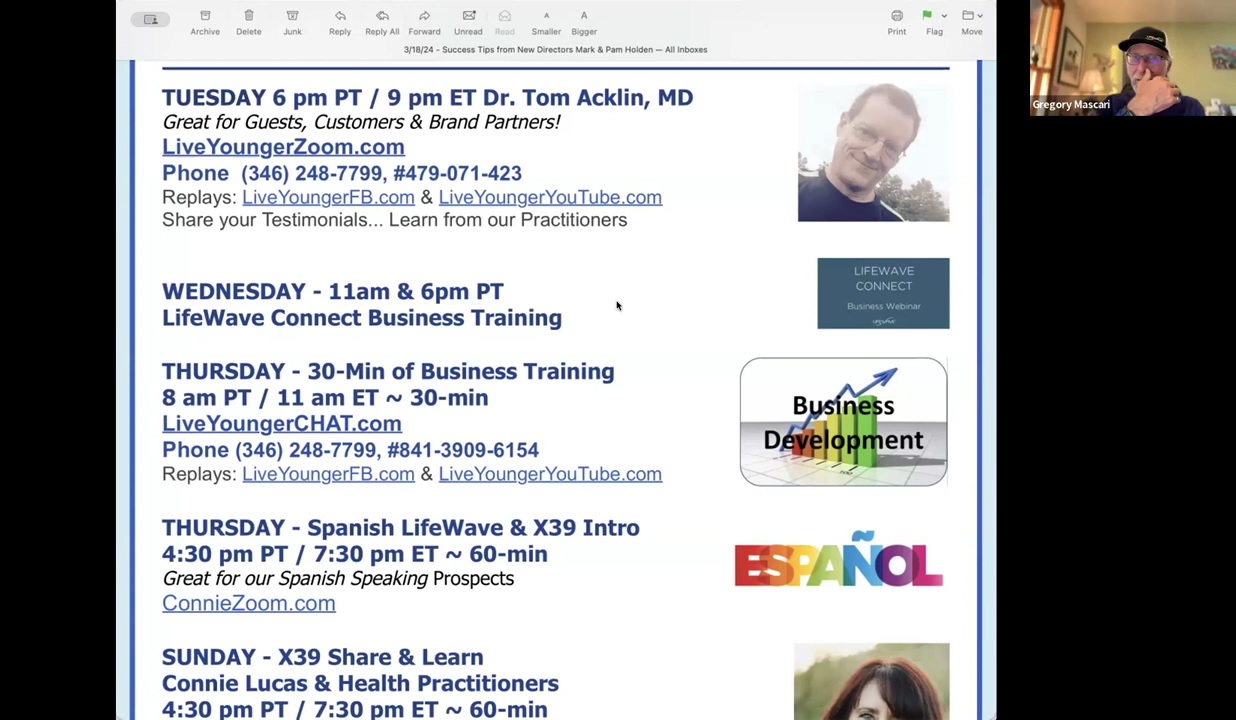 Archive
Delete
Junk
Reply
Reply All
Forward
Unread
Read
Smaller
Bigger
Print
Flag
Move
A
A
3/18/24 - Success Tips from New Directors Mark & Pam Holden — All Inboxes
Gregory Mascari
TUESDAY 6 pm PT / 9 pm ET Dr. Tom Acklin, MD
Great for Guests, Customers & Brand Partners!
LiveYoungerZoom.com
Phone (346) 248-7799, #479-071-423
Replays: LiveYoungerFB.com & LiveYoungerYouTube.com
Share your Testimonials... Learn from our Practitioners
WEDNESDAY - 11am & 6pm PT
LifeWave Connect Business Training
LIFEWAVE
CONNECT
Business Webinar
THURSDAY - 30-Min of Business Training
8 am PT / 11 am ET ~ 30-min
LiveYoungerCHAT.com
Phone (346) 248-7799, #841-3909-6154
Replays: LiveYoungerFB.com & LiveYoungerYouTube.com
Business
Development
THURSDAY - Spanish LifeWave & X39 Intro
4:30 pm PT / 7:30 pm ET ~ 60-min
Great for our Spanish Speaking Prospects
ConnieZoom.com
ESPAÑOL
SUNDAY - X39 Share & Learn
Connie Lucas & Health Practitioners
4:30 pm PT / 7:30 pm ET ~ 60-min